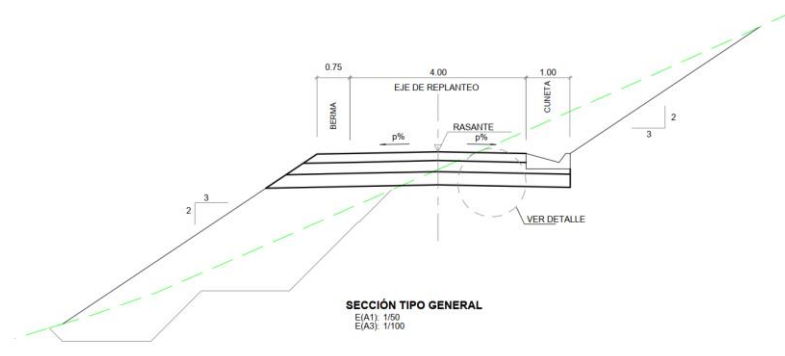 0.75
4.00
1.00
EJE DE REPLANTEO
BERMA
CUNETA
p%
RASANTE
p%
2
3
3
2
VER DETALLE
SECCIÓN TIPO GENERAL
E(A1): 1/50
E(A3): 1/100